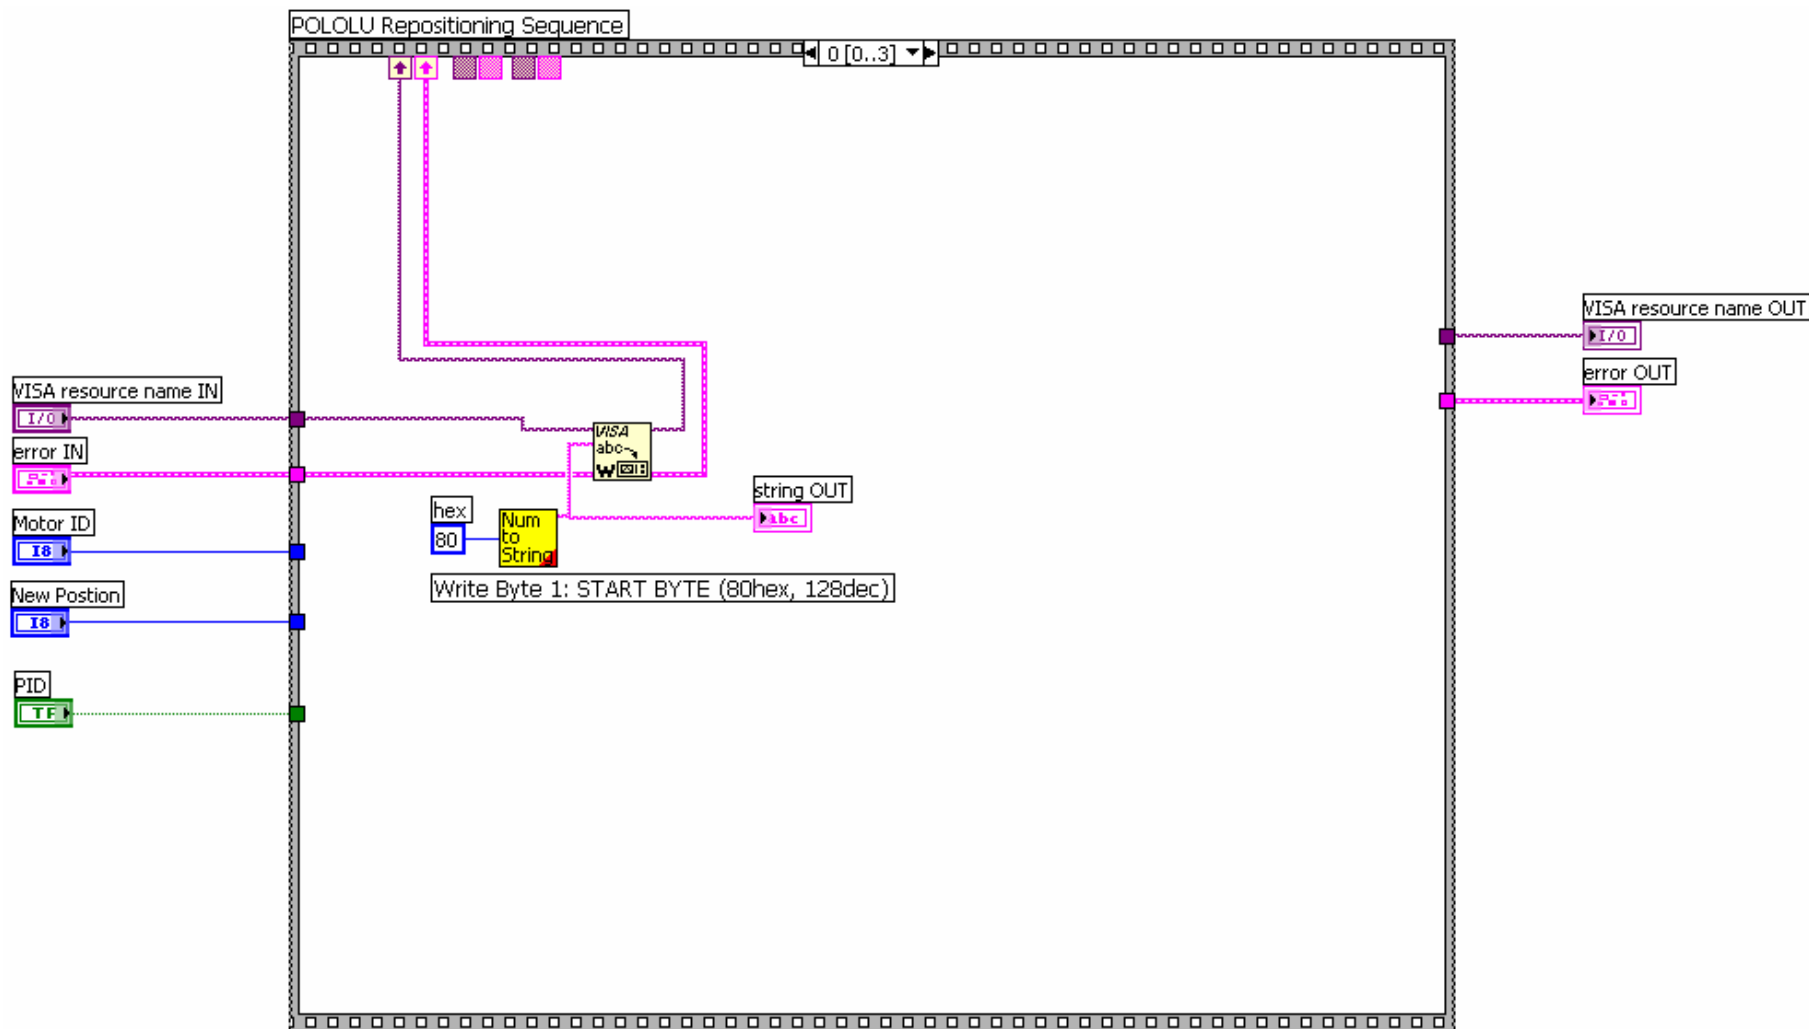 POLOLU Repositioning Sequence
0 [0..3]
VISA resource name OUT
I/O
error OUT
VISA resource name IN
I/O
error IN
VISA
abc
W
string OUT
abc
hex
80
Num
to
String
Motor ID
I8
Write Byte 1: START BYTE (80hex, 128dec)
New Postion
I8
PID
TF